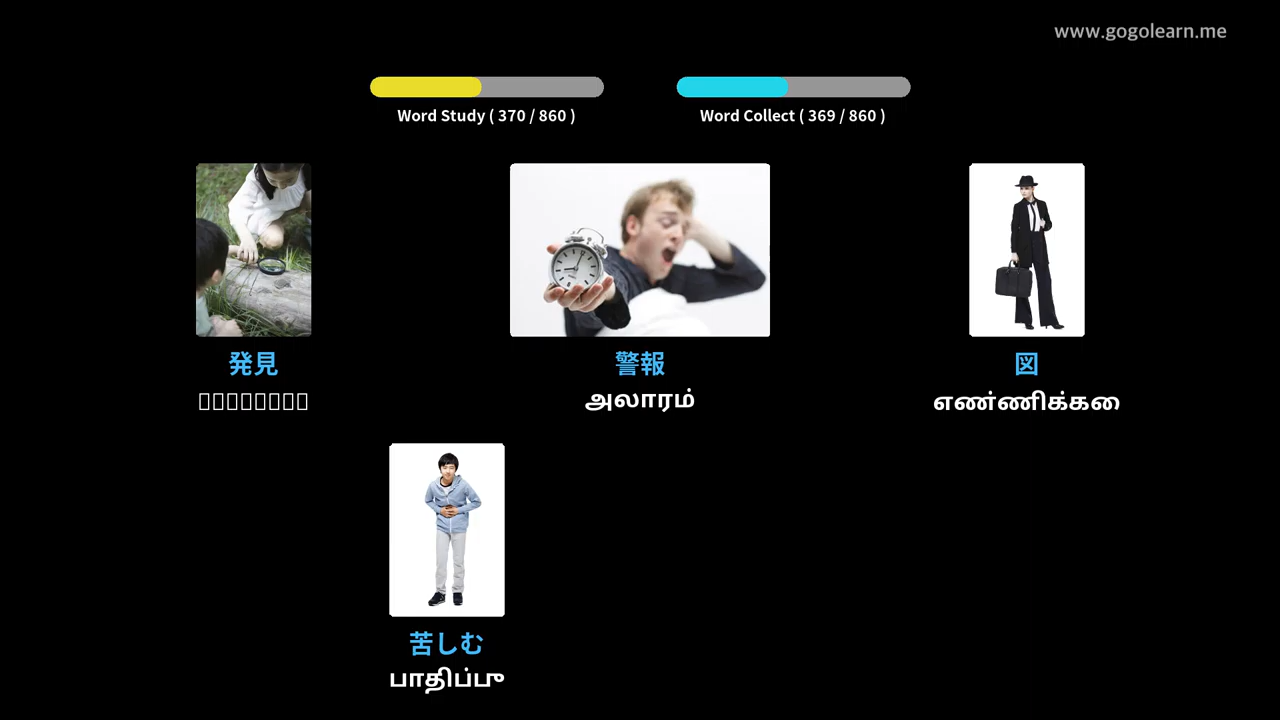 www.gogolearn.me
Word Study ( 370 / 860 )
Word Collect ( 369 / 860 )
発見
警報
அலாரம்
図
எண்ணிக்கை
苦しむ
பாதிப்பு